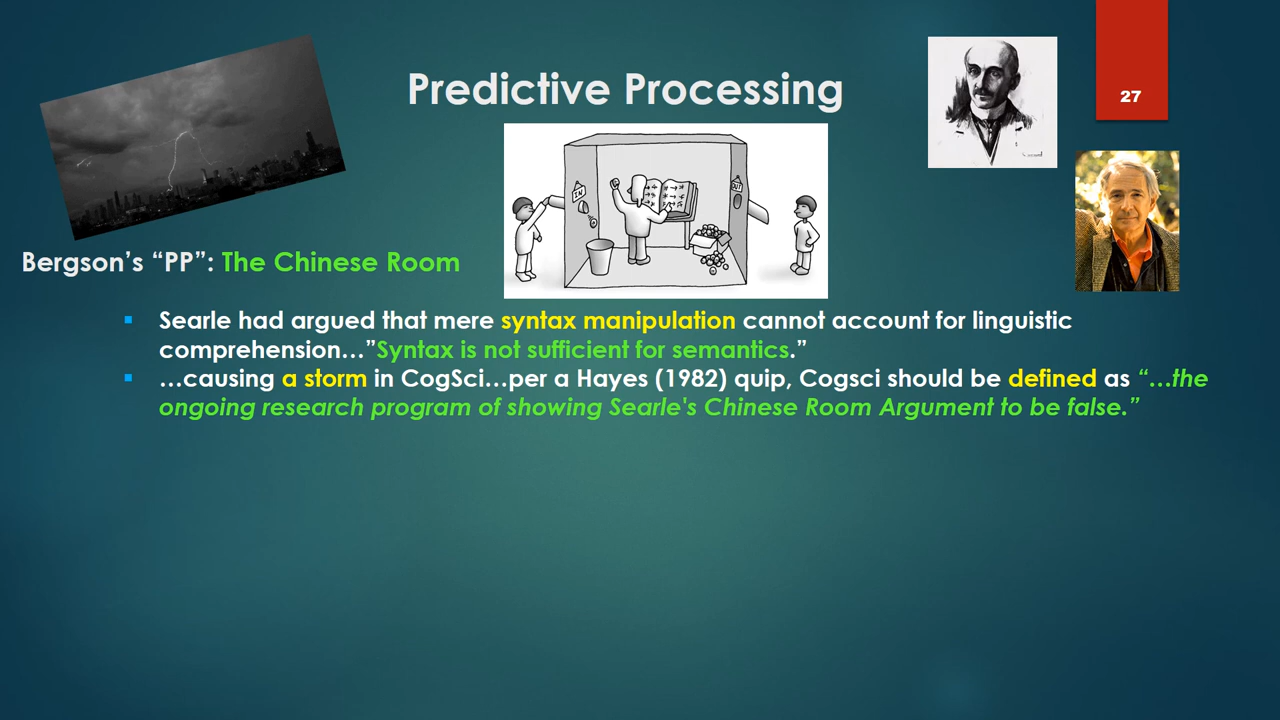 Predictive Processing
27
IN
OUT
Bergson’s “PP”: The Chinese Room
Searle had argued that mere syntax manipulation cannot account for linguistic
comprehension…”Syntax is not sufficient for semantics.”
…causing a storm in CogSci…per a Hayes (1982) quip, Cogsci should be defined as “…the
ongoing research program of showing Searle's Chinese Room Argument to be false.”